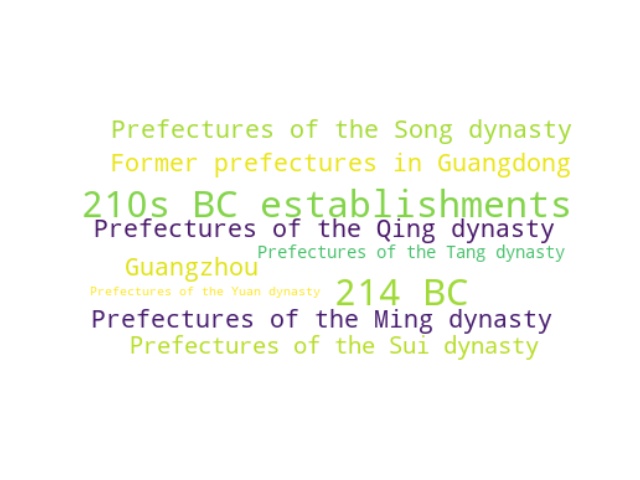 Prefectures of the Song dynasty
Former prefectures in Guangdong
210s BC establishments
Prefectures of the Qing dynasty
Prefectures of the Tang dynasty
Guangzhou
Prefectures of the Yuan dynasty
214 BC
Prefectures of the Ming dynasty
Prefectures of the Sui dynasty